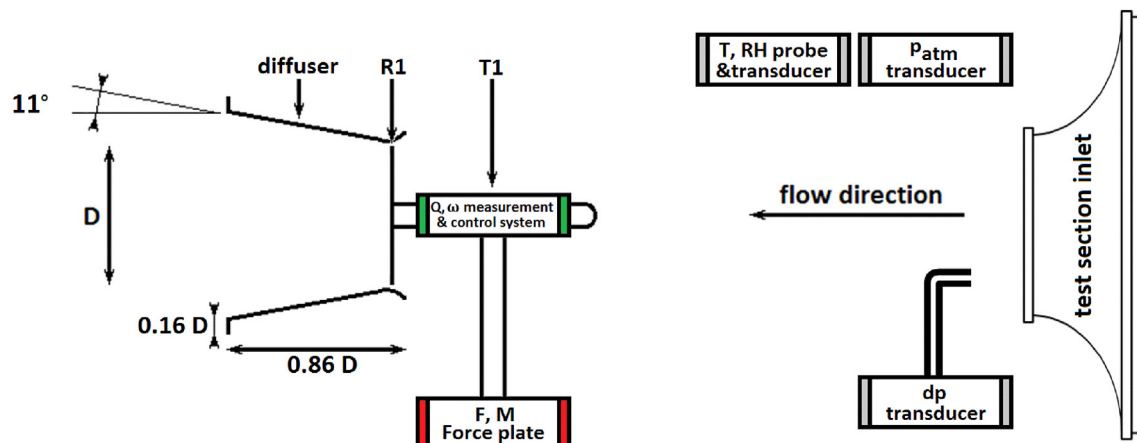 diffuser
R1
T1
11°
D
0.16 D
0.86 D
Q, ω measurement
& control system
F, M
Force plate
T, RH probe
&transducer
patm
transducer
flow direction
dp
transducer
test section inlet